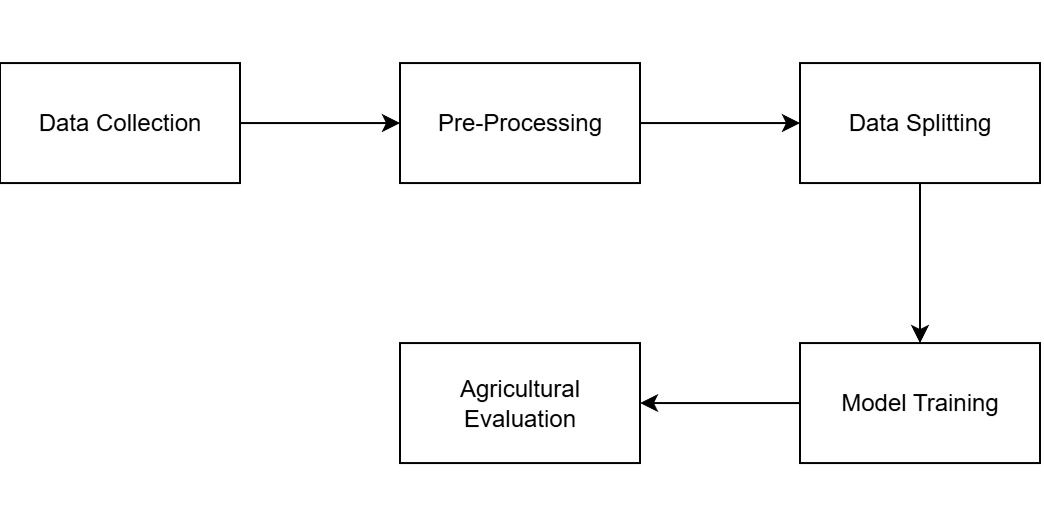 Data Collection
Pre-Processing
Data Splitting
Model Training
Agricultural
Evaluation